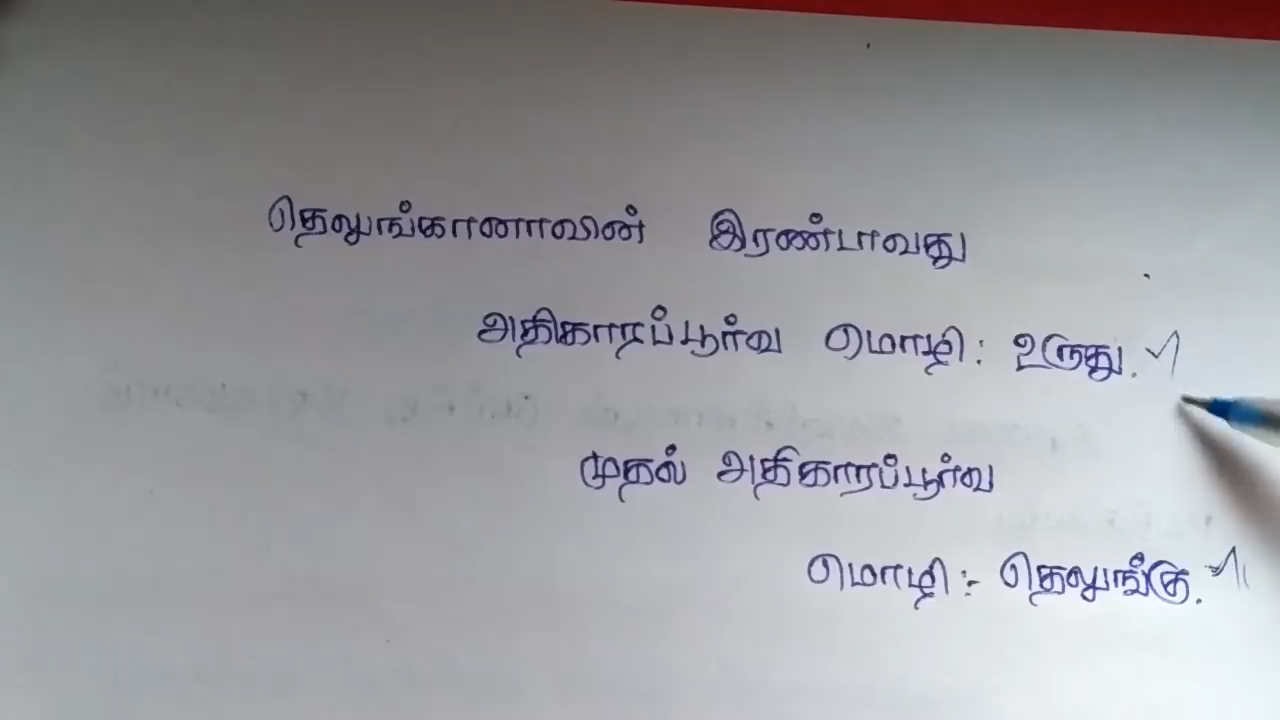 தெலுங்கானாவின் இரண்டாவது
அதிகாரப்பூர்வ மொழி: உருது.
முதல் அதிகாரப்பூர்வ
மொழி:- தெலுங்கு.